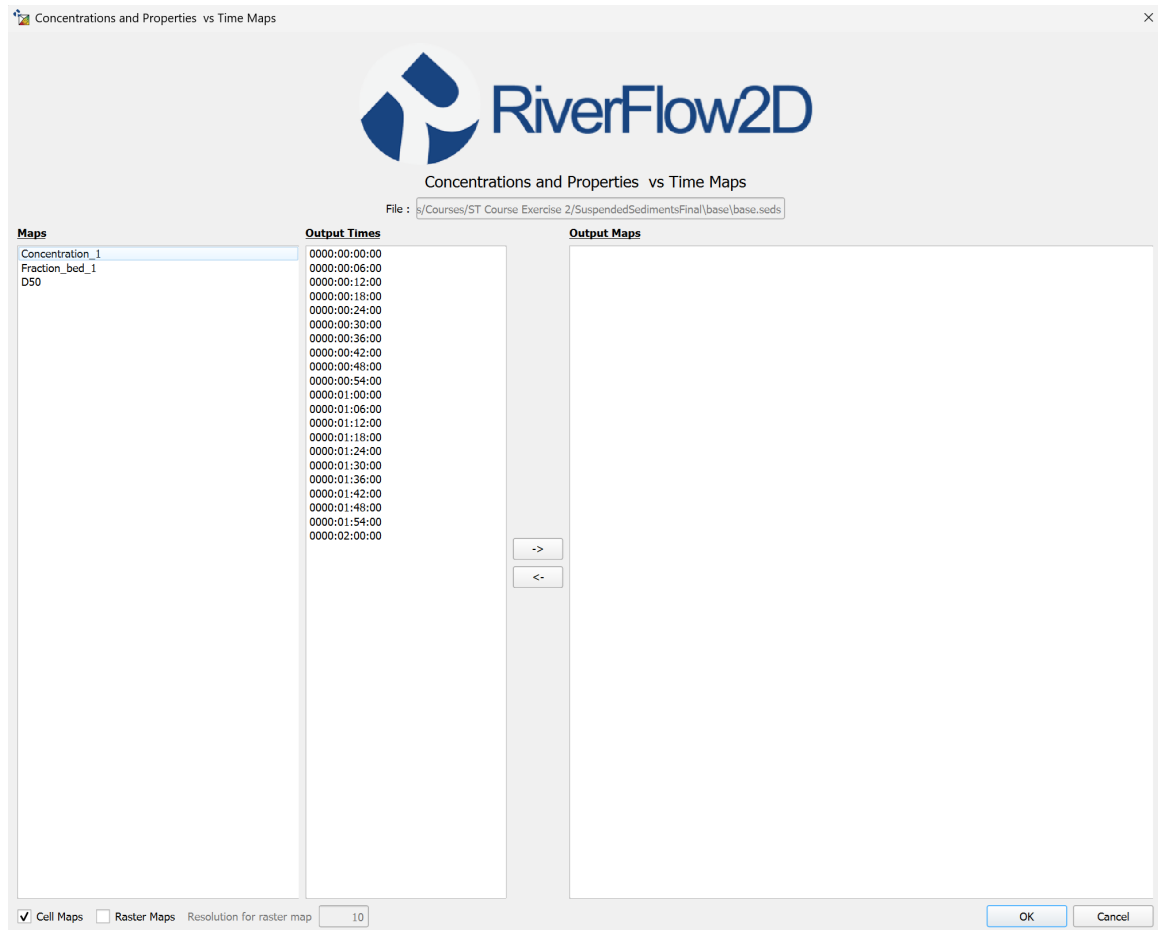 Concentrations and Properties  vs Time Maps
RiverFlow2D
Concentrations and Properties  vs Time Maps
File : s/Courses/ST Course Exercise 2/SuspendedSedimentsFinal\base\base.seds
Maps
Output Times
Output Maps
Concentration_1
Fraction_bed_1
D50
0000:00:00:00
0000:00:06:00
0000:00:12:00
0000:00:18:00
0000:00:24:00
0000:00:30:00
0000:00:36:00
0000:00:42:00
0000:00:48:00
0000:00:54:00
0000:01:00:00
0000:01:06:00
0000:01:12:00
0000:01:18:00
0000:01:24:00
0000:01:30:00
0000:01:36:00
0000:01:42:00
0000:01:48:00
0000:01:54:00
0000:02:00:00
->
<-
Cell Maps Raster Maps Resolution for raster map 10 OK Cancel